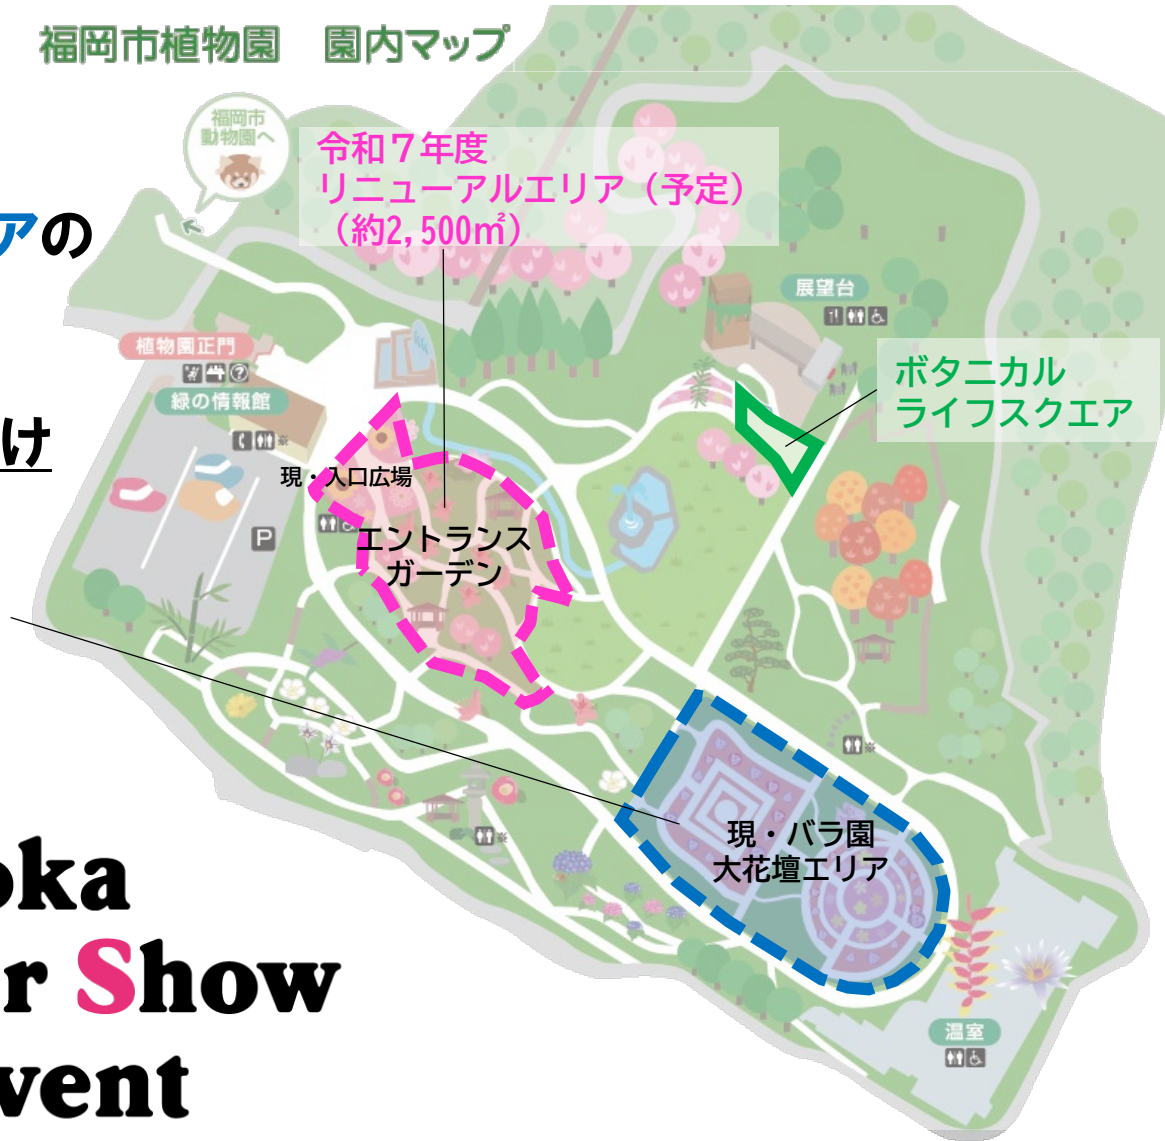 福岡市植物園　園内マップ
福岡市
動物園へ
令和７年度
リニューアルエリア（予定）
（約2,500㎡）
アの
展望台
植物園正門
ボタニカル
ライフスクエア
緑の情報館
け
※
現・入口広場
P
エントランス
ガーデン
※
現・バラ園
大花壇エリア
※
oka
r Show
vent
温室